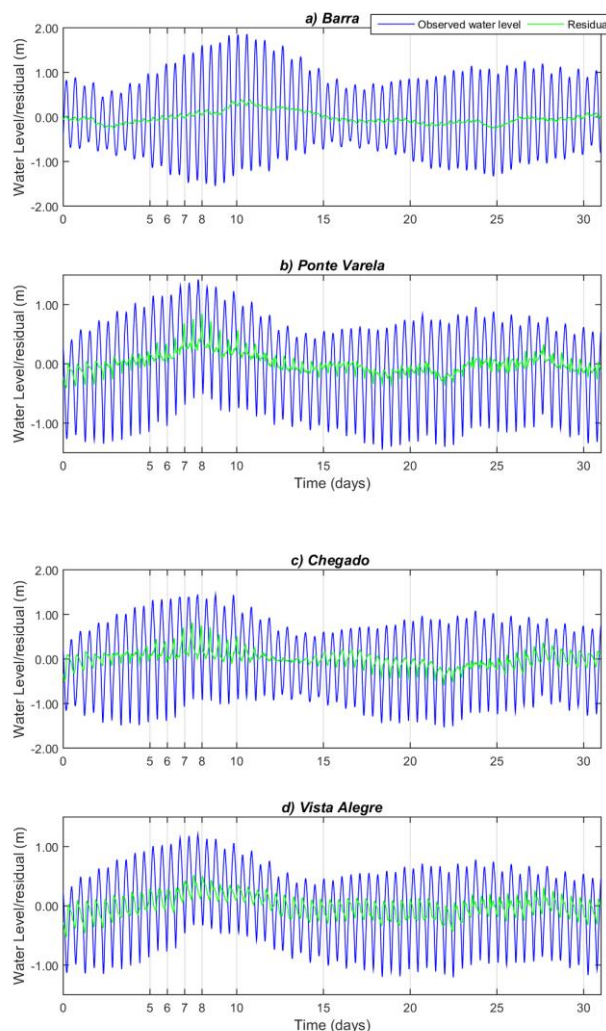 a) Barra
Observed water level
Residual
Water Level/residual (m)
2.00
1.00
0.00
-1.00
-2.00
0 5 6 7 8 10 15 20 25 30
b) Ponte Varela
Water Level/residual (m)
1.00
0.00
-1.00
0 5 6 7 8 10 15 20 25 30
Time (days)
c) Chegado
Water Level/residual (m)
2.00
1.00
0.00
-1.00
-2.00
0 5 6 7 8 10 15 20 25 30
d) Vista Alegre
Water Level/residual (m)
1.00
0.00
-1.00
0 5 6 7 8 10 15 20 25 30
Time (days)